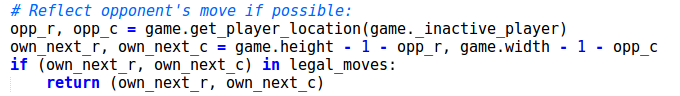 # Reflect opponent's move if possible:
opp_r, opp_c = game.get_player_location(game._inactive_player)
own_next_r, own_next_c = game.height - 1 - opp_r, game.width - 1 - opp_c
if (own_next_r, own_next_c) in legal_moves:
    return (own_next_r, own_next_c)